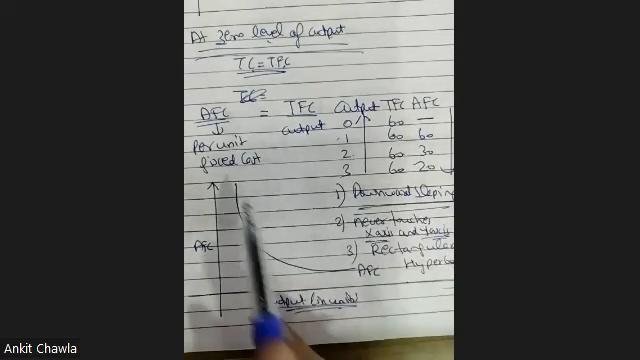 At Zero level of output
TC = TFC
TC =
AFC = TFC
output
↓
Per unit
fixed Cost
Output TFC AFC
0 60 —
1 60 60
2 60 30
3 60 20
1) Downward sloping
2) never touches
X axis and Y axis
3) Rectangular
Hyperb
AFC
AFC
output (in units)
Ankit Chawla